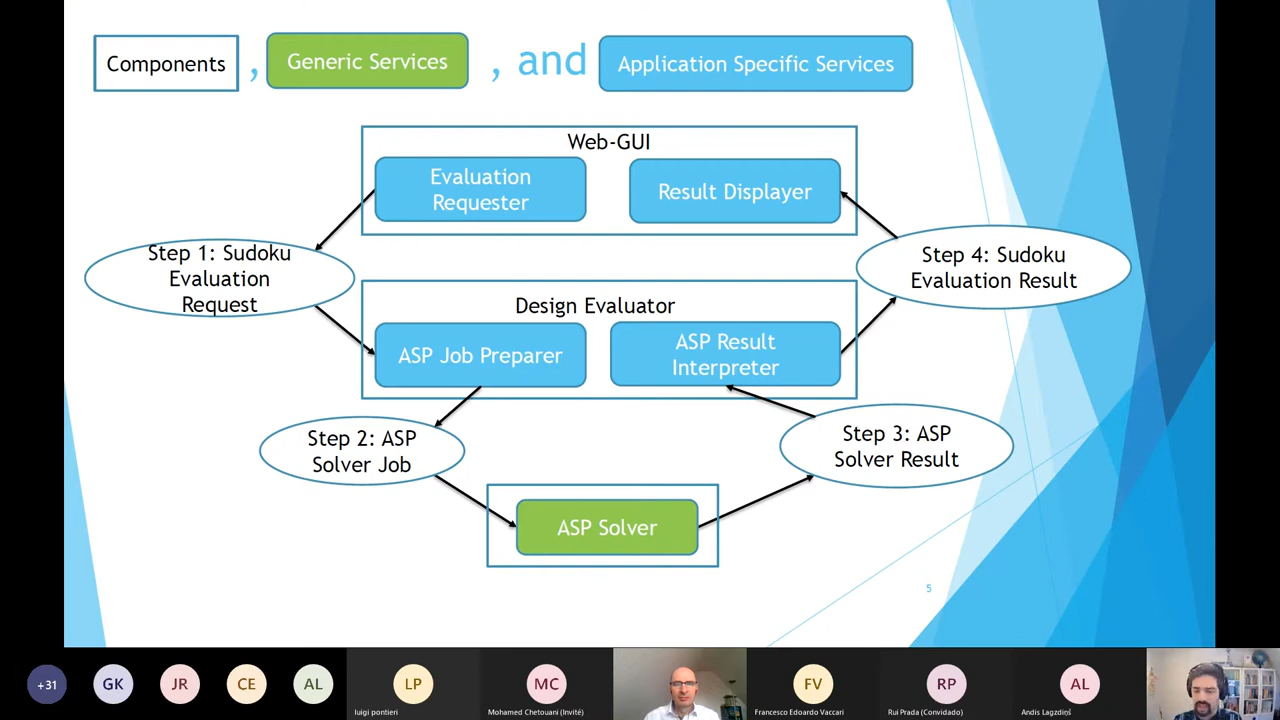 Components , Generic Services , and Application Specific Services
Web-GUI
Evaluation
Requester
Result Displayer
Step 1: Sudoku
Evaluation
Request
Step 4: Sudoku
Evaluation Result
Design Evaluator
ASP Job Preparer
ASP Result
Interpreter
Step 2: ASP
Solver Job
Step 3: ASP
Solver Result
ASP Solver
5
+31
GK
JR
CE
AL
LP
luigi pontieri
MC
Mohamed Chetouani (Invité)
FV
Francesco Edoardo Vaccari
RP
Rui Prada (Convidado)
AL
Andis Lagzdiņš